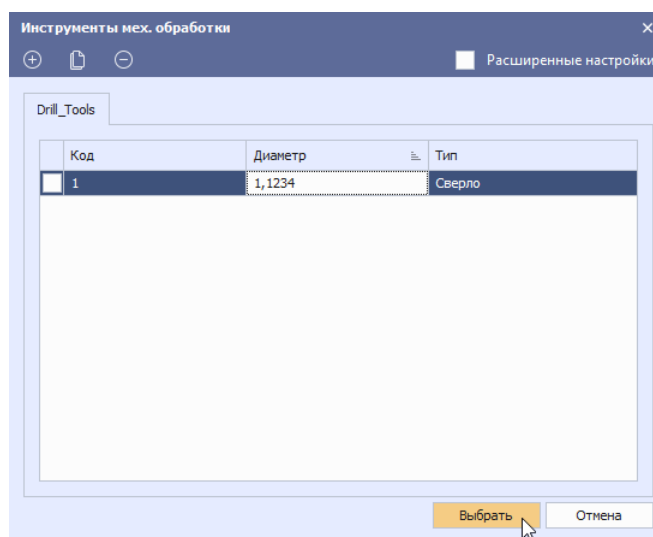 Инструменты мех. обработки
Расширенные настройки
Drill_Tools
Код Диаметр Тип
1 1,1234 Сверло
Выбрать Отмена